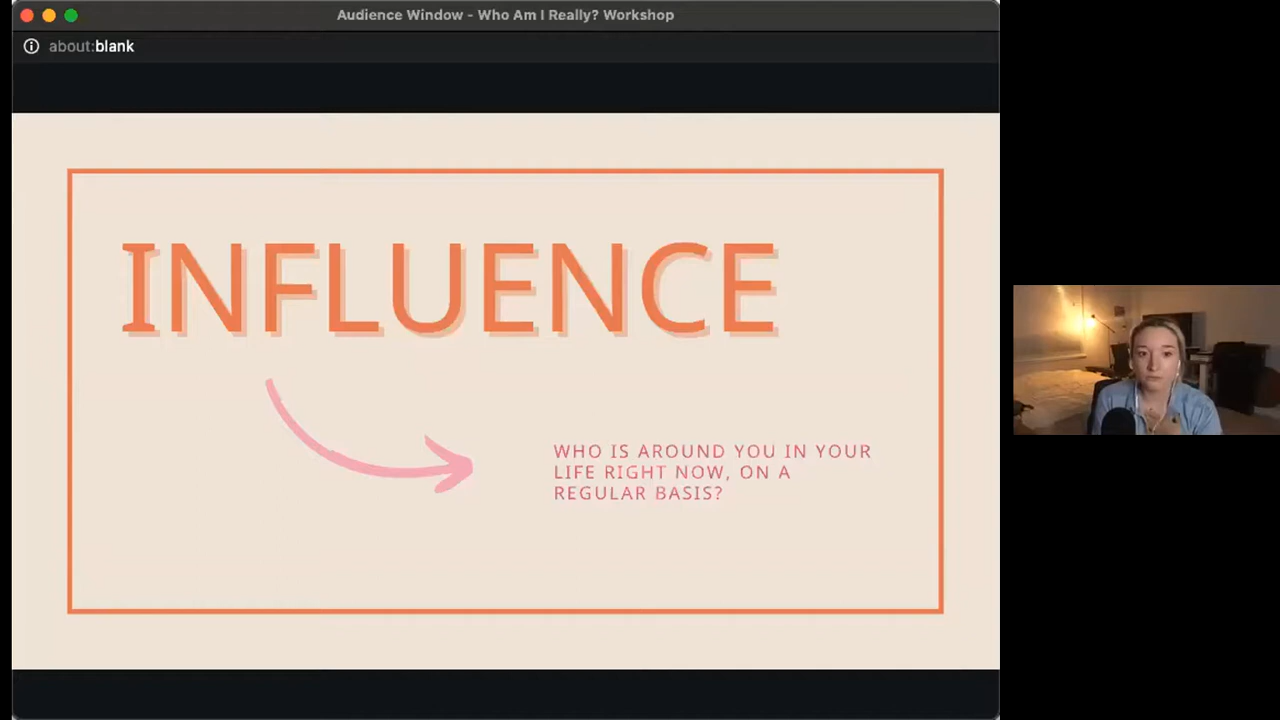 Audience Window - Who Am I Really? Workshop
about:blank
INFLUENCE
WHO IS AROUND YOU IN YOUR
LIFE RIGHT NOW, ON A
REGULAR BASIS?